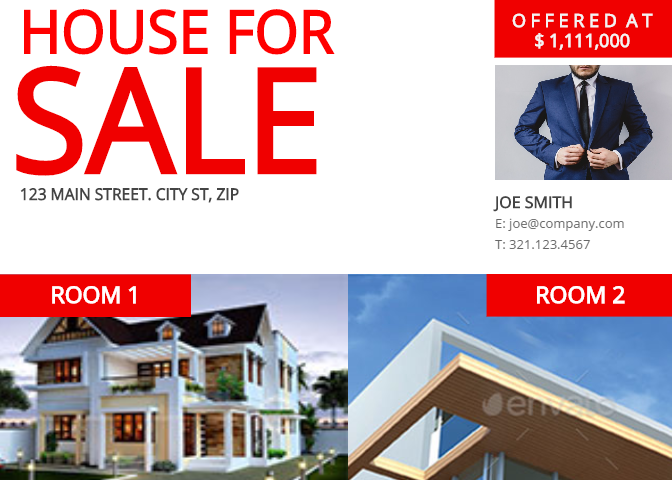 HOUSE FOR
SALE
123 MAIN STREET. CITY ST, ZIP
OFFERED AT
$ 1,111,000
JOE SMITH
E: joe@company.com
T: 321.123.4567
ROOM 1
ROOM 2
envato